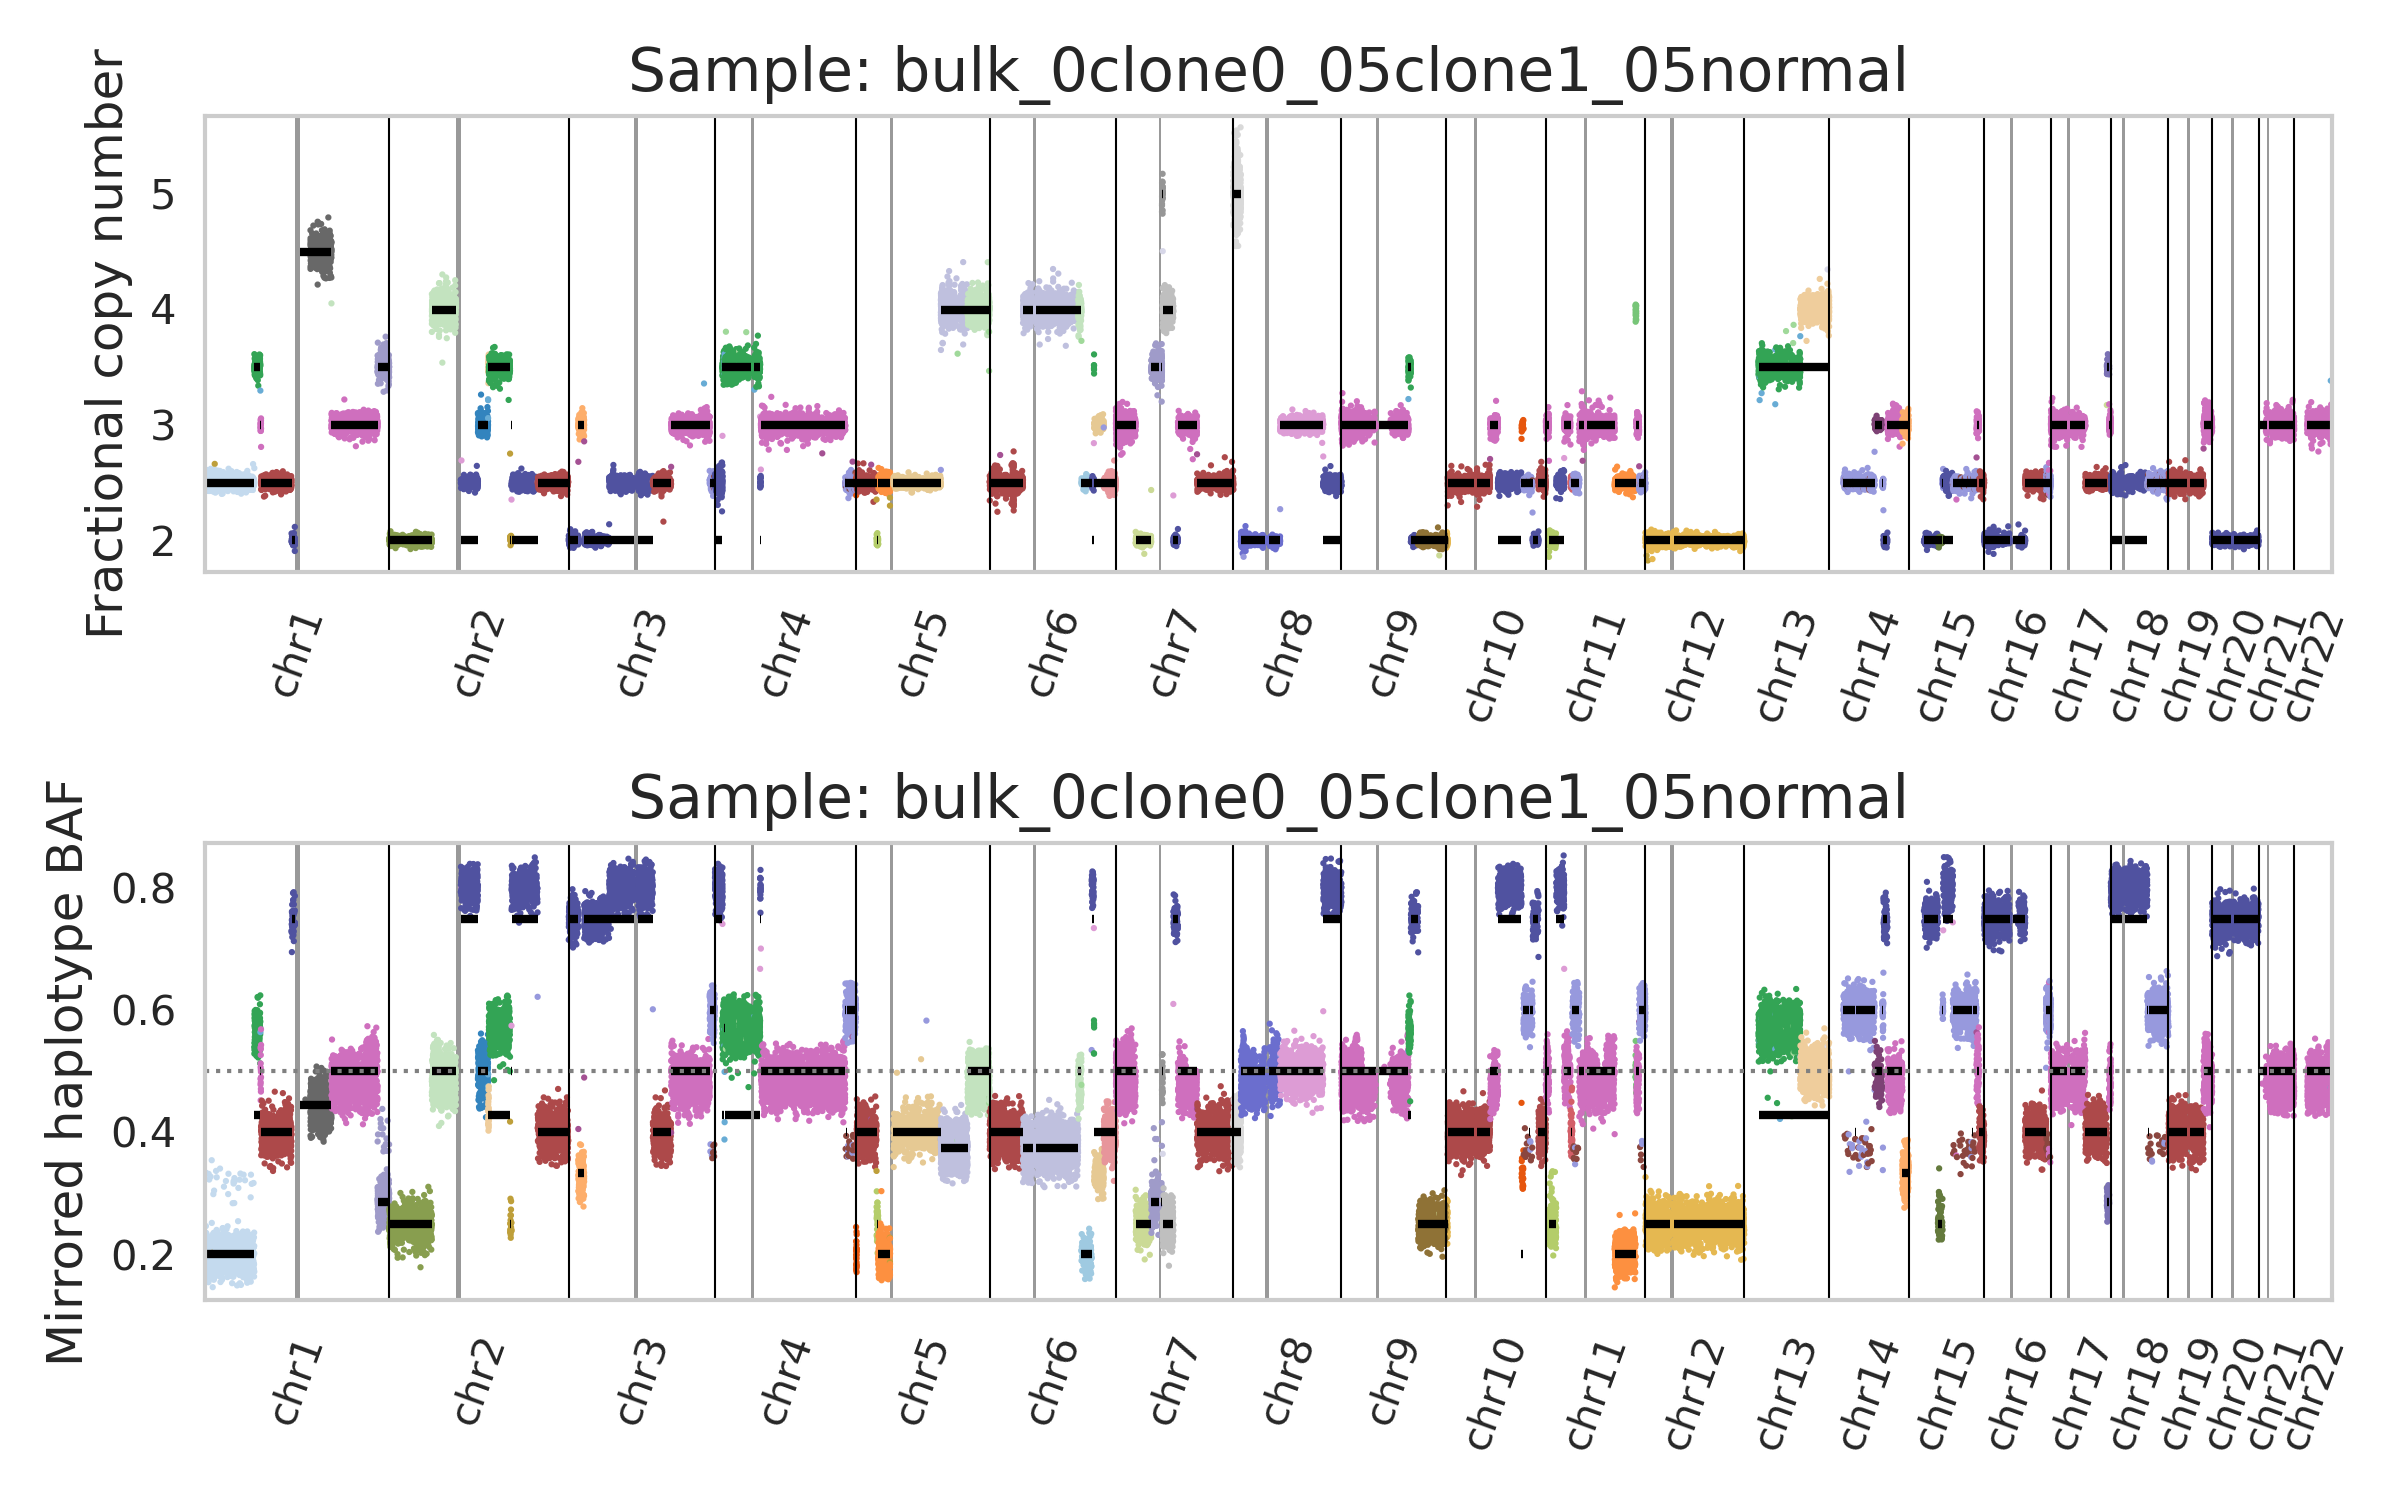 Sample: bulk_0clone0_05clone1_05normal
Fractional copy number
5
4
3
2
chr1
chr2
chr3
chr4
chr5
chr6
chr7
chr8
chr9
chr10
chr11
chr12
chr13
chr14
chr15
chr16
chr17
chr18
chr19
chr20
chr21
chr22
Sample: bulk_0clone0_05clone1_05normal
Mirrored haplotype BAF
0.8
0.6
0.4
0.2
chr1
chr2
chr3
chr4
chr5
chr6
chr7
chr8
chr9
chr10
chr11
chr12
chr13
chr14
chr15
chr16
chr17
chr18
chr19
chr20
chr21
chr22